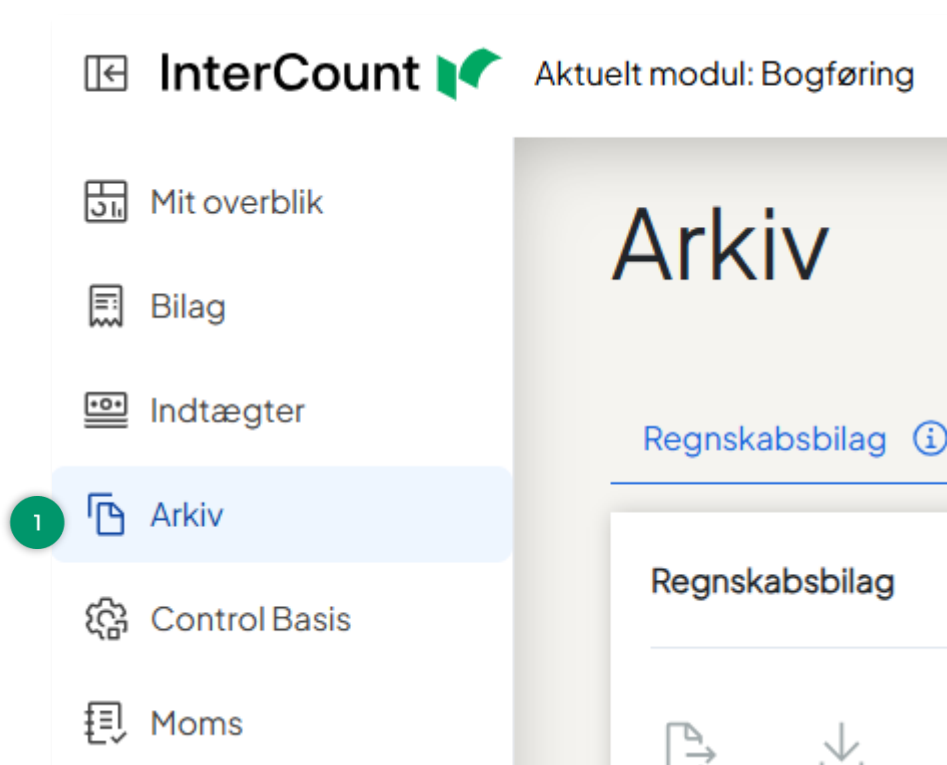 InterCount
Aktuelt modul: Bogføring
Mit overblik
Bilag
Indtægter
1
Arkiv
Control Basis
Moms
Arkiv
Regnskabsbilag
Regnskabsbilag